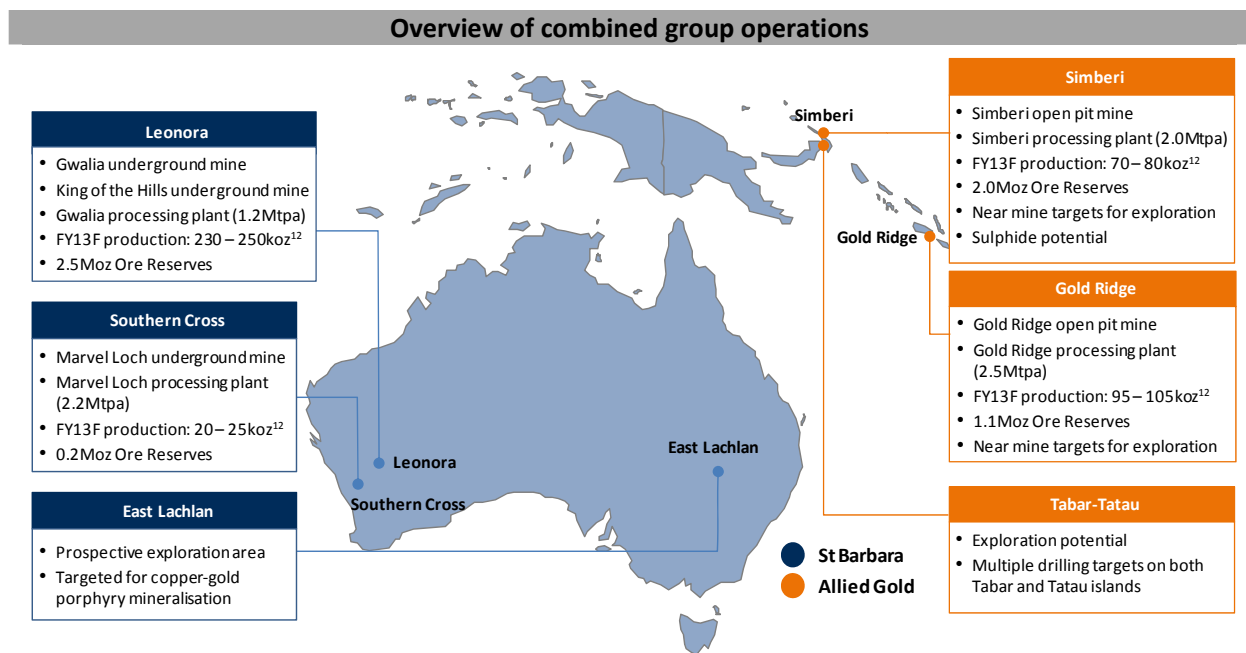 Overview of combined group operations
Leonora
• Gwalia underground mine
• King of the Hills underground mine
• Gwalia processing plant (1.2Mtpa)
• FY13F production: 230 – 250koz¹²
• 2.5Moz Ore Reserves
Southern Cross
• Marvel Loch underground mine
• Marvel Loch processing plant
(2.2Mtpa)
• FY13F production: 20 – 25koz¹²
• 0.2Moz Ore Reserves
East Lachlan
• Prospective exploration area
• Targeted for copper-gold
porphyry mineralisation
Simberi
Gold Ridge
Leonora
Southern Cross
East Lachlan
St Barbara
Allied Gold
Simberi
• Simberi open pit mine
• Simberi processing plant (2.0Mtpa)
• FY13F production: 70 – 80koz¹²
• 2.0Moz Ore Reserves
• Near mine targets for exploration
• Sulphide potential
Gold Ridge
• Gold Ridge open pit mine
• Gold Ridge processing plant
(2.5Mtpa)
• FY13F production: 95 – 105koz¹²
• 1.1Moz Ore Reserves
• Near mine targets for exploration
Tabar-Tatau
• Exploration potential
• Multiple drilling targets on both
Tabar and Tatau islands